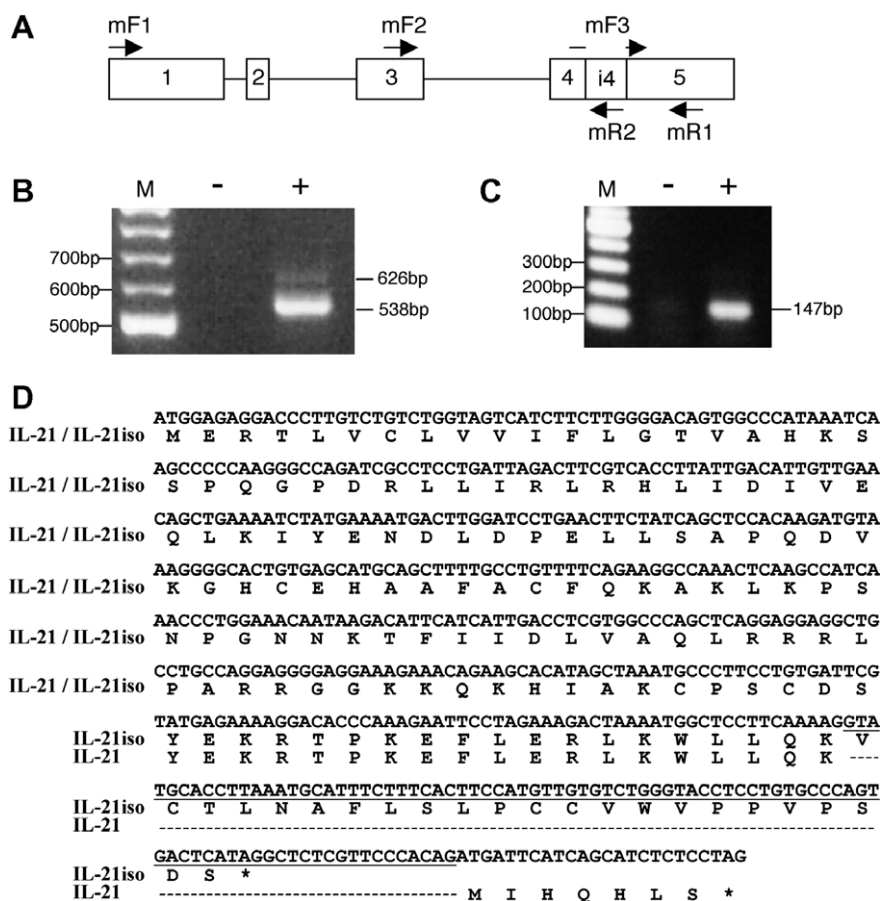 A
mF1
mF2
mF3
1
2
3
4
i4
5
mR2
mR1
B
M - +
700bp
600bp
500bp
626bp
538bp
C
M - +
300bp
200bp
100bp
147bp
D
ATGGAGAGGACCCTTGTCTGTCTGGTAGTCATCTTCTTGGGGACAGTGGCCCATAAATCA
IL-21 / IL-21iso M E R T L V C L V V I F L G T V A H K S
AGCCCCCAAGGGCCAGATCGCCTCCTGATTAGACTTCGTCACCTTATTGACATTGTTGAA
IL-21 / IL-21iso S P Q G P D R L L I R L R H L I D I V E
CAGCTGAAAATCTATGAAAATGACTTGGATCCTGAACTTCTATCAGCTCCACAAGATGTA
IL-21 / IL-21iso Q L K I Y E N D L D P E L L S A P Q D V
AAGGGGCACTGTGAGCATGCAGCTTTTGCCTGTTTTCAGAAGGCCAAACTCAAGCCATCA
IL-21 / IL-21iso K G H C E H A A F A C F Q K A K L K P S
AACCCTGGAAACAATAAGACATTCATCATTGACCTCGTGGCCCAGCTCAGGAGGAGGCTG
IL-21 / IL-21iso N P G N N K T F I I D L V A Q L R R R L
CCTGCCAGGAGGGGAGGAAAGAAACAGAAGCACATAGCTAAATGCCCTTCCTGTGATTCG
IL-21 / IL-21iso P A R R G G K K Q K H I A K C P S C D S
TATGAGAAAAGGACACCCAAAGAATTCCTAGAAAGACTAAAATGGCTCCTTCAAAAGGTA
IL-21iso Y E K R T P K E F L E R L K W L L Q K V
IL-21 Y E K R T P K E F L E R L K W L L Q K ----
TGCACCTTAAATGCATTTCTTTCACTTCCATGTTGTGTCTGGGTACCTCCTGTGCCCAGT
IL-21iso C T L N A F L S L P C C V W V P P V P S
IL-21 ------------------------------------------------------------
GACTCATAGGCTCTCGTTCCCACAGATGATTCATCAGCATCTCTCCTAG
IL-21iso D S *
IL-21 ------------------------- M I H Q H L S *